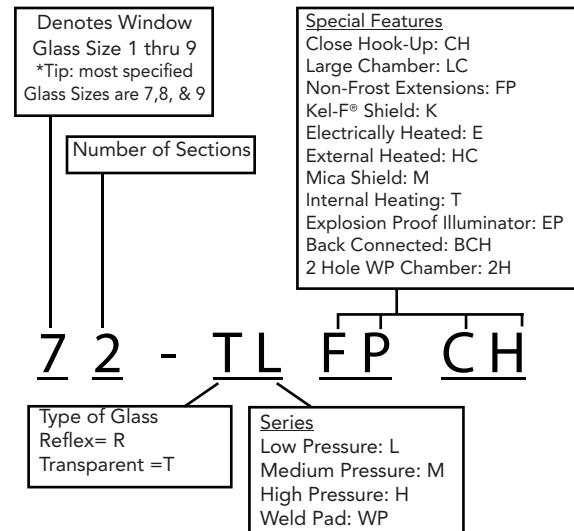 Denotes Window
Glass Size 1 thru 9
*Tip: most specified
Glass Sizes are 7,8, & 9
Number of Sections
Special Features
Close Hook-Up: CH
Large Chamber: LC
Non-Frost Extensions: FP
Kel-F® Shield: K
Electrically Heated: E
External Heated: HC
Mica Shield: M
Internal Heating: T
Explosion Proof Illuminator: EP
Back Connected: BCH
2 Hole WP Chamber: 2H
7 2 - T L F P C H
Type of Glass
Reflex= R
Transparent =T
Series
Low Pressure: L
Medium Pressure: M
High Pressure: H
Weld Pad: WP